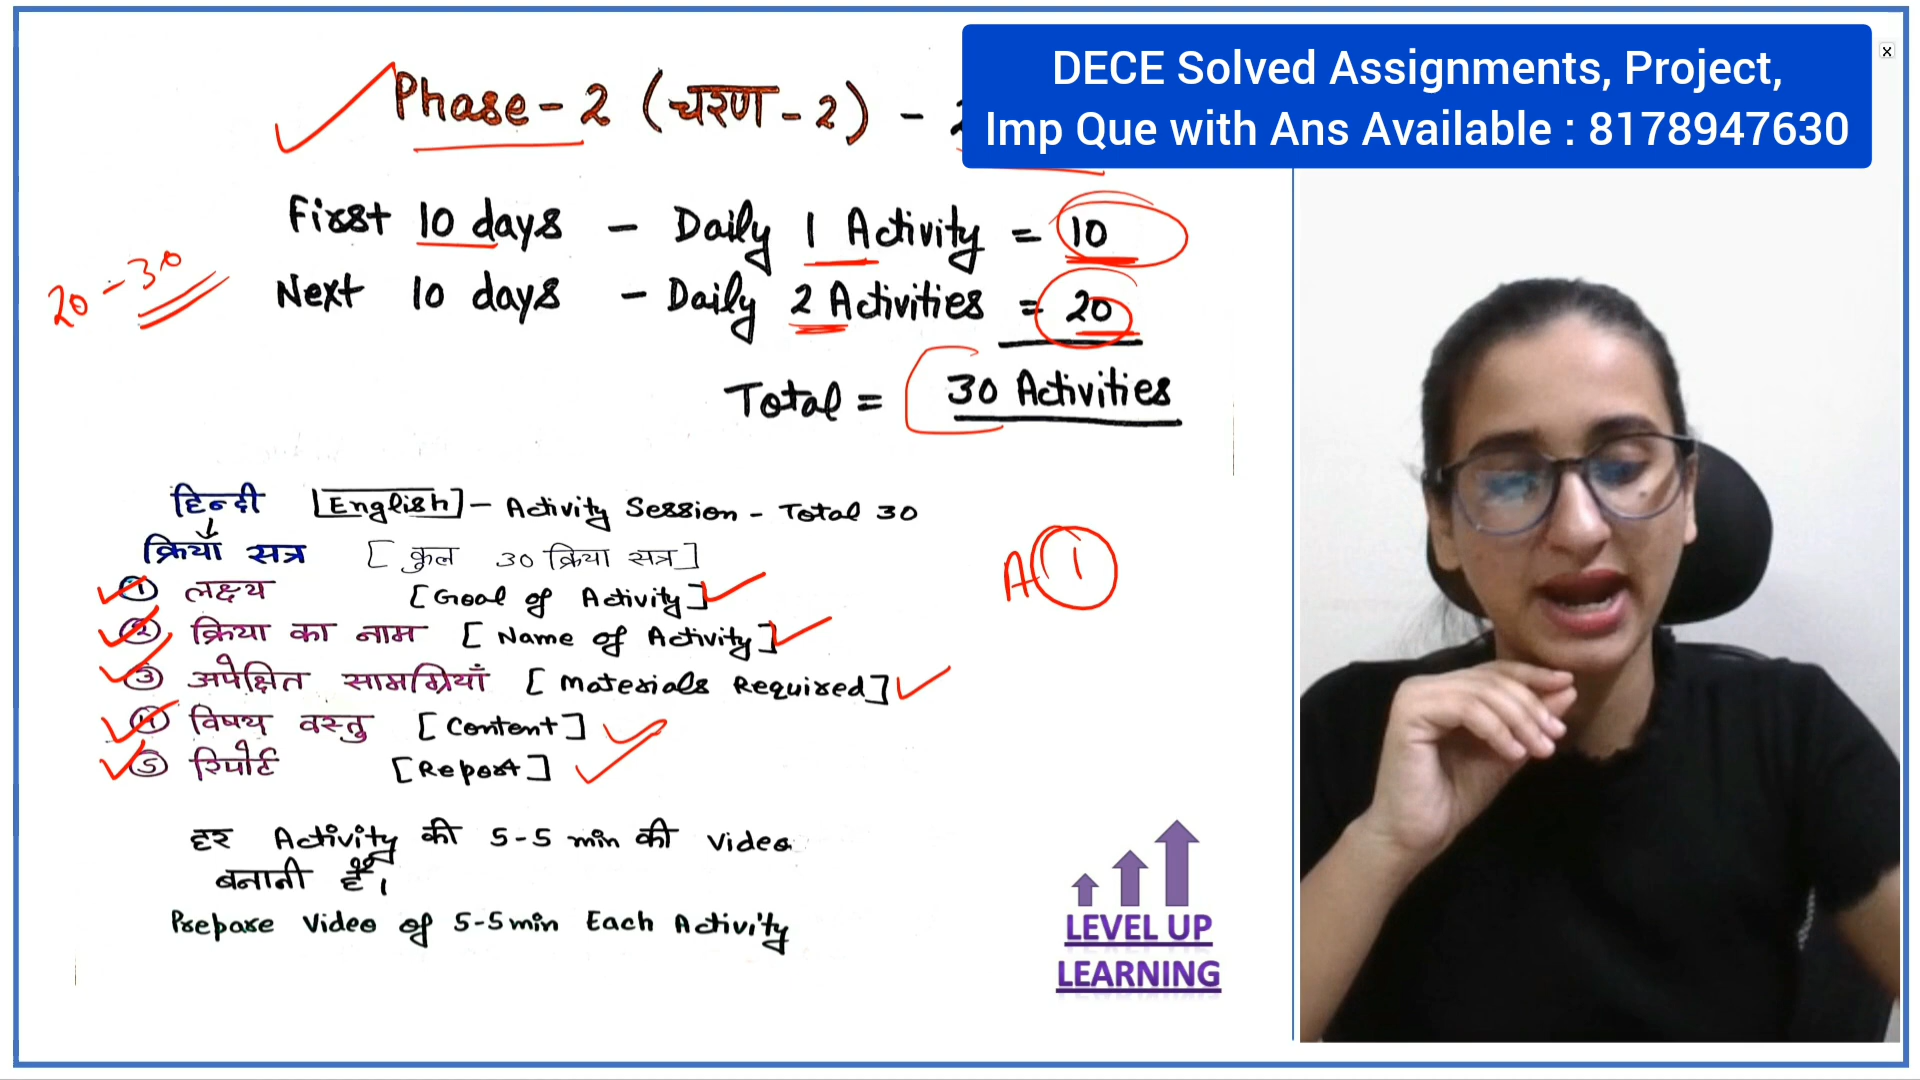 DECE Solved Assignments, Project,
Imp Que with Ans Available : 8178947630
x
Phase - 2 (चरण - 2) -
First 10 days - Daily 1 Activity = 10
20 - 30
Next 10 days - Daily 2 Activities = 20
Total = 30 Activities
हिन्दी [English] - Activity Session - Total 30
क्रिया सत्र [कुल 30 क्रिया सत्र]
A 1
① लक्ष्य [Goal of Activity]
② क्रिया का नाम [Name of Activity]
③ अपेक्षित सामग्रियाँ [Materials Required]
④ विषय वस्तु [Content]
⑤ रिपोर्ट [Report]
हर Activity की 5-5 min की Video
बनानी है।
Prepare Video of 5-5 min Each Activity
LEVEL UP
LEARNING